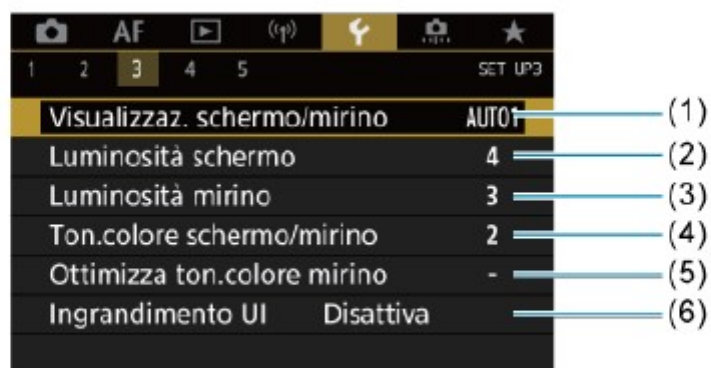 AF
1 2 3 4 5 SET UP3
Visualizzaz. schermo/mirino AUTO1 (1)
Luminosità schermo 4 (2)
Luminosità mirino 3 (3)
Ton.colore schermo/mirino 2 (4)
Ottimizza ton.colore mirino - (5)
Ingrandimento UI Disattiva (6)